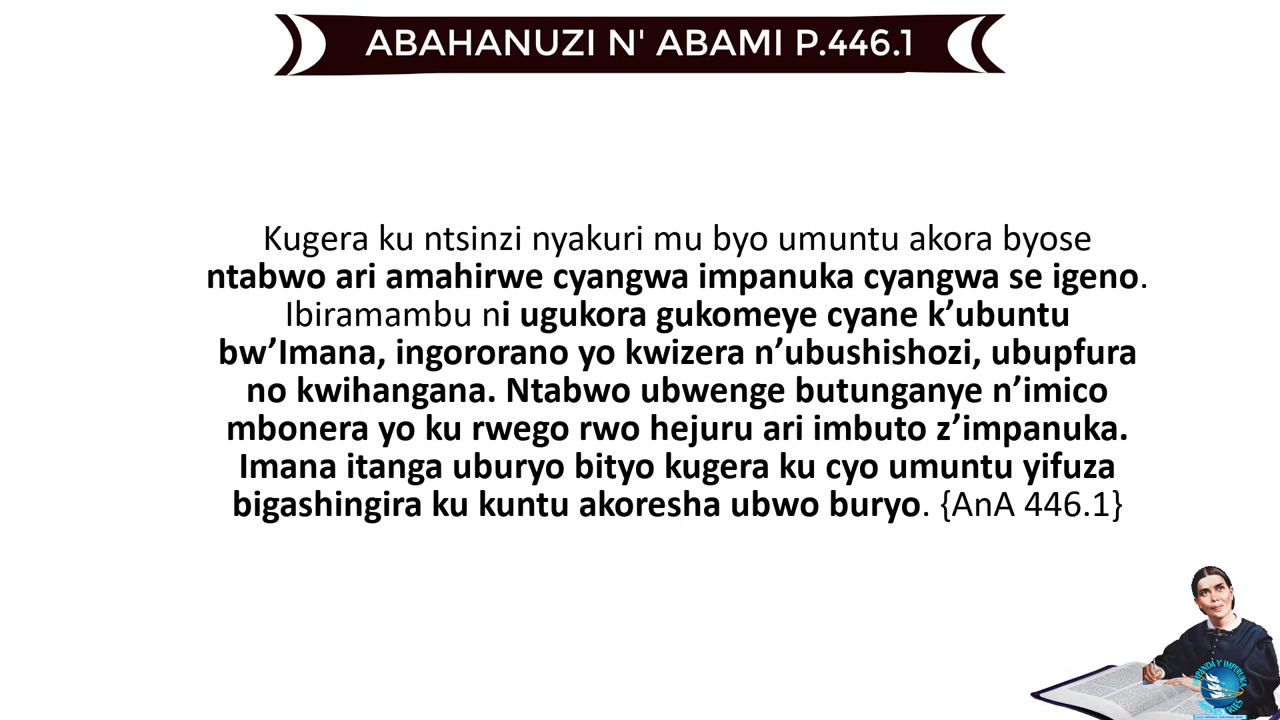 ABAHANUZI N' ABAMI P.446.1
Kugera ku ntsinzi nyakuri mu byo umuntu akora byose
ntabwo ari amahirwe cyangwa impanuka cyangwa se igeno.
Ibiramambu ni ugukora gukomeye cyane k’ubuntu
bw’Imana, ingororano yo kwizera n’ubushishozi, ubupfura
no kwihangana. Ntabwo ubwenge butunganye n’imico
mbonera yo ku rwego rwo hejuru ari imbuto z’impanuka.
Imana itanga uburyo bityo kugera ku cyo umuntu yifuza
bigashingira ku kuntu akoresha ubwo buryo. {AnA 446.1}